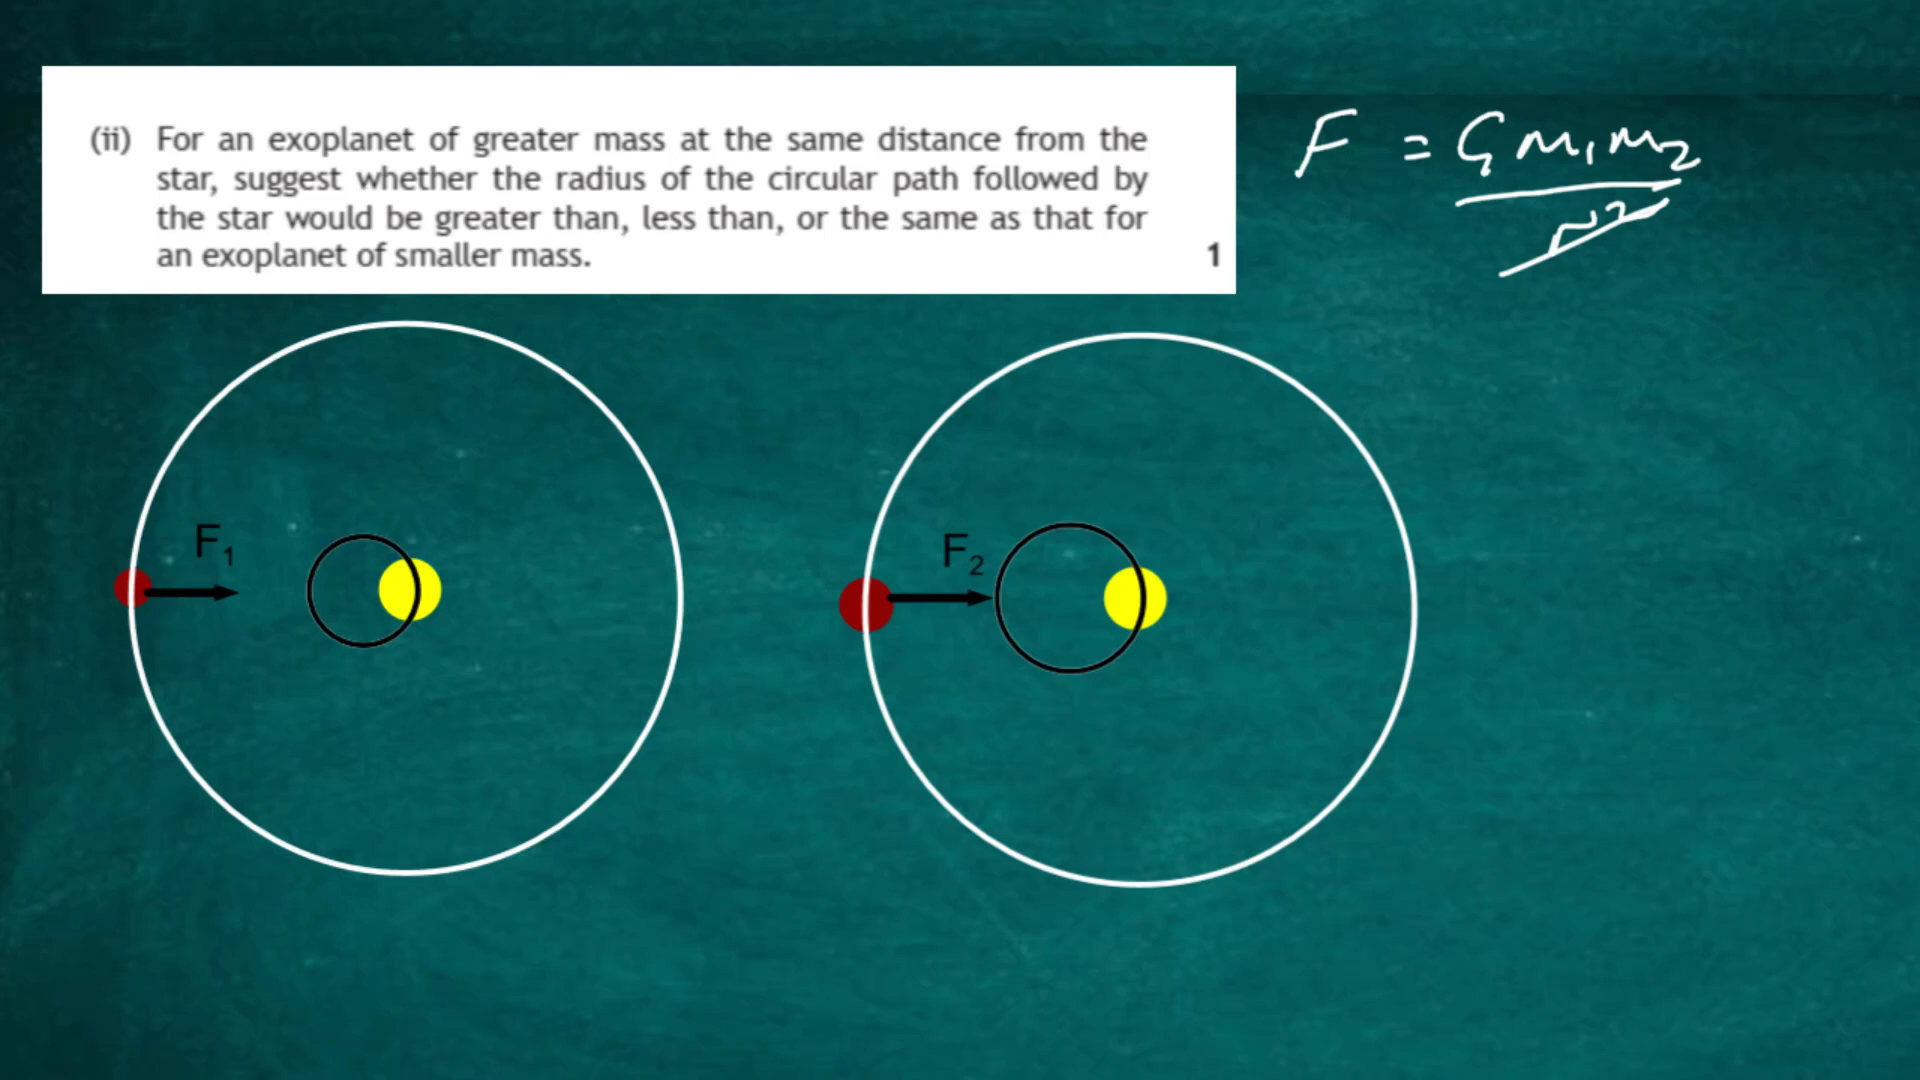 (ii) For an exoplanet of greater mass at the same distance from the
star, suggest whether the radius of the circular path followed by
the star would be greater than, less than, or the same as that for
an exoplanet of smaller mass. 1
F = G m₁ m₂
r²
F₁
F₂